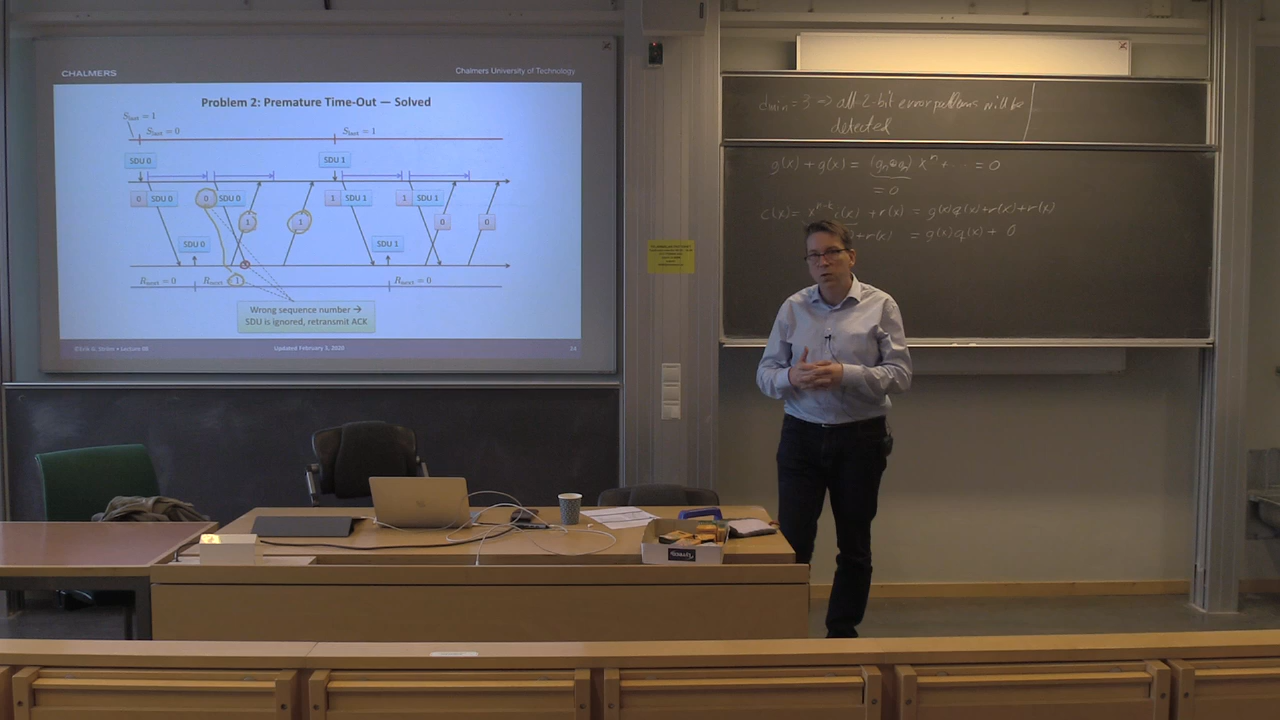 CHALMERS
Chalmers University of Technology
Problem 2: Premature Time-Out — Solved
S_last = 1
S_last = 0
S_last = 1
SDU 0
SDU 1
0 SDU 0
0 SDU 0
1
1
1 SDU 1
1 SDU 1
0
0
SDU 0
SDU 1
R_next = 0
R_next = 1
R_next = 0
Wrong sequence number →
SDU is ignored, retransmit ACK
Updated February 3, 2020
d_min = 3 → all 2-bit error patterns will be
detected
g(x) + g(x) = (g_n ⊕ g_n) x^n + ... = 0
= 0
c(x) = x^{n-k} i(x) + r(x) = g(x)q(x)+r(x)+r(x)
+r(x) = g(x)q(x) + 0